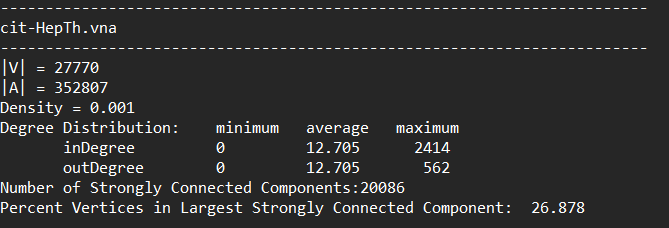 -----------------------------------------------------------------
cit-HepTh.vna
-----------------------------------------------------------------
|V| = 27770
|A| = 352807
Density = 0.001
Degree Distribution:    minimum   average   maximum
       inDegree         0         12.705      2414
       outDegree        0         12.705       562
Number of Strongly Connected Components:20086
Percent Vertices in Largest Strongly Connected Component:  26.878